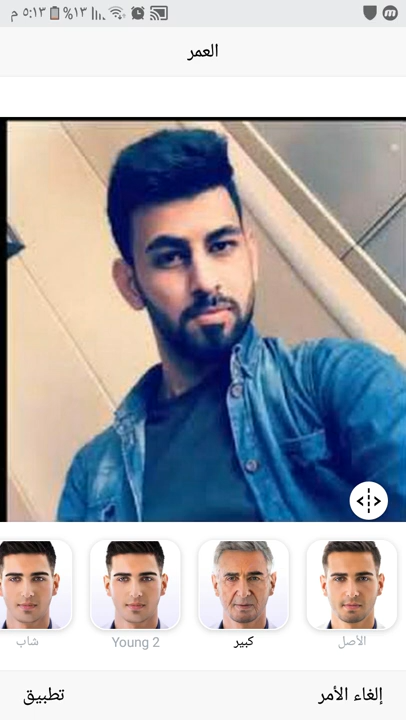 ٥:١٣ م ١٣%
العمر
الأصل
كبير
Young 2
شاب
إلغاء الأمر
تطبيق